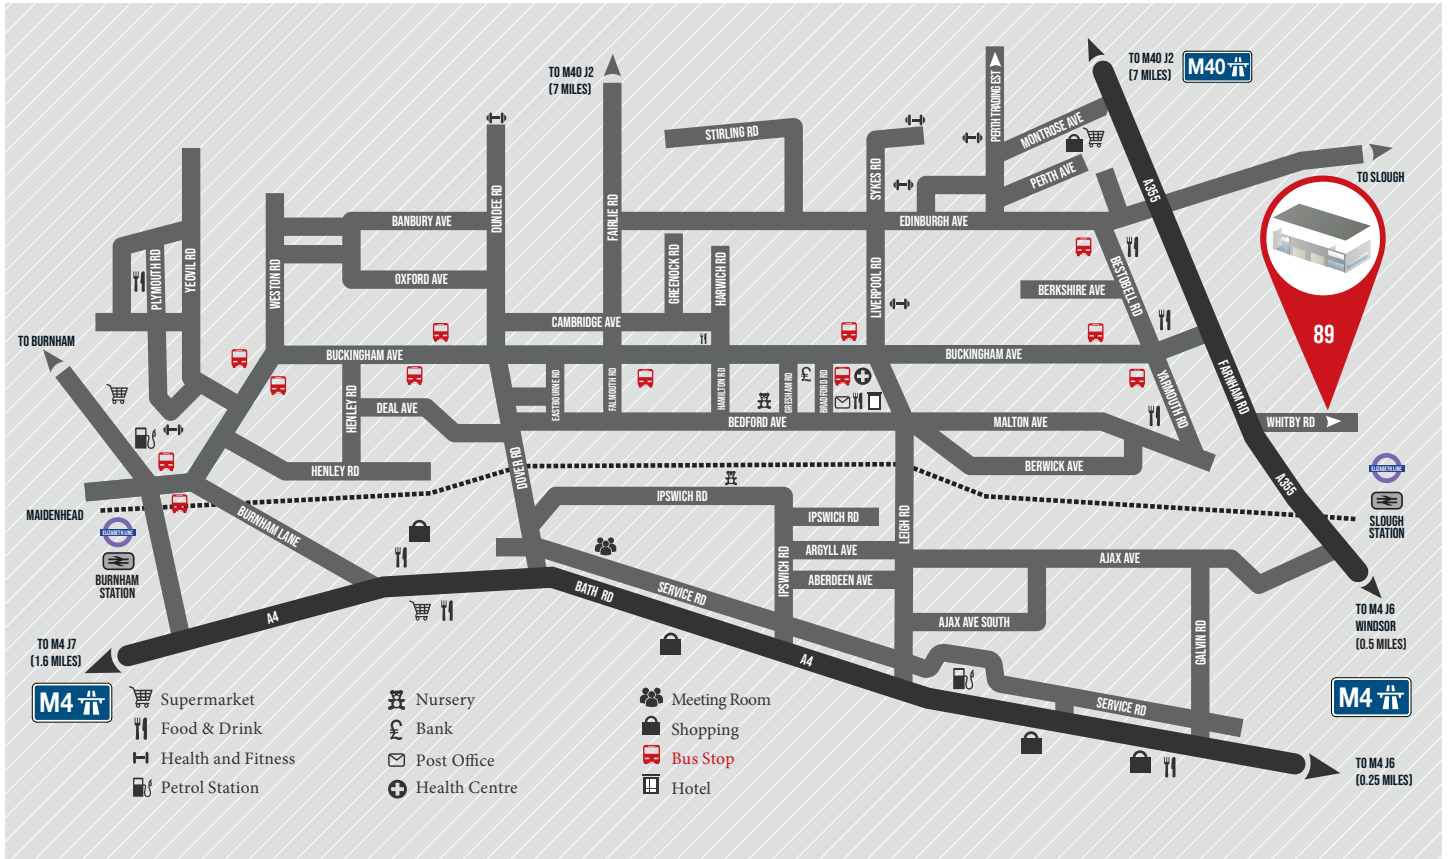 TO M40 J2
(7 MILES)
TO M40 J2
(7 MILES)
M40
PERTH TRADING EST
MONTROSE AVE
STIRLING RD
PERTH AVE
SYKES RD
A355
TO SLOUGH
DUNDEE RD
FAIRLIE RD
BANBURY AVE
EDINBURGH AVE
PLYMOUTH RD
YEOVIL RD
WESTON RD
OXFORD AVE
GREENOCK RD
HARWICH RD
LIVERPOOL RD
BERKSHIRE AVE
BESTOBELL RD
CAMBRIDGE AVE
89
TO BURNHAM
BUCKINGHAM AVE
BUCKINGHAM AVE
FARNHAM RD
YARMOUTH RD
HENLEY RD
DEAL AVE
EASTBOURNE RD
FALMOUTH RD
HAMILTON RD
GRESHAM RD
BRADFORD RD
BEDFORD AVE
MALTON AVE
WHITBY RD
HENLEY RD
DOVER RD
BERWICK AVE
ELIZABETH LINE
A355
SLOUGH
STATION
MAIDENHEAD
BURNHAM LANE
IPSWICH RD
IPSWICH RD
LEIGH RD
ELIZABETH LINE
BURNHAM
STATION
ARGYLL AVE
AJAX AVE
IPSWICH RD
ABERDEEN AVE
SERVICE RD
BATH RD
A4
AJAX AVE SOUTH
GALVIN RD
TO M4 J6
WINDSOR
(0.5 MILES)
TO M4 J7
(1.6 MILES)
A4
M4
M4
SERVICE RD
TO M4 J6
(0.25 MILES)
Supermarket
Food & Drink
Health and Fitness
Petrol Station
Nursery
Bank
Post Office
Health Centre
Meeting Room
Shopping
Bus Stop
Hotel